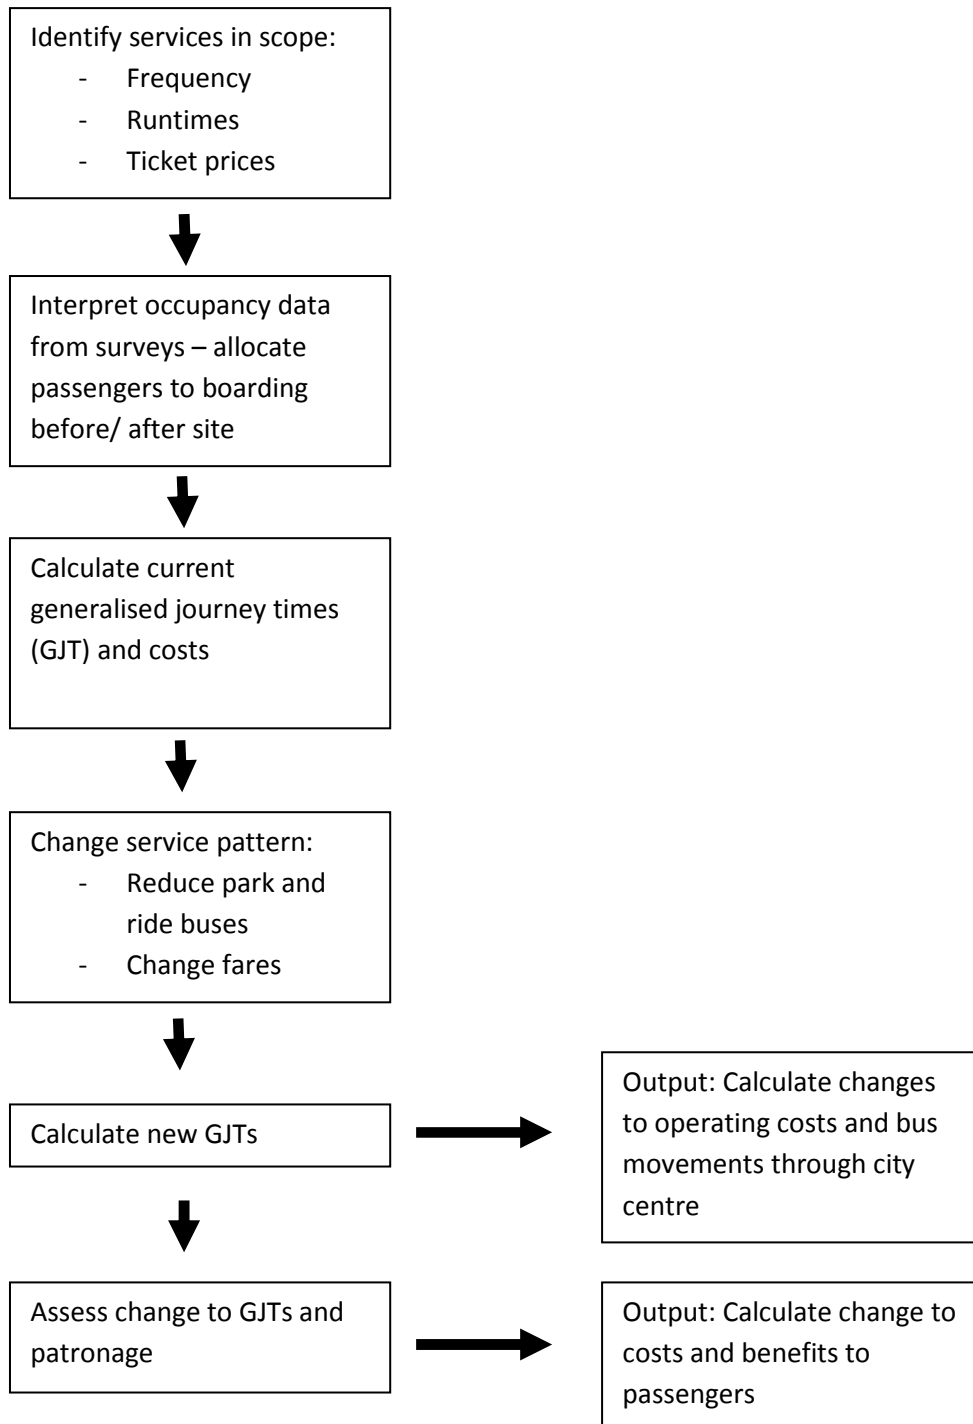 Identify services in scope:
- Frequency
- Runtimes
- Ticket prices
Interpret occupancy data
from surveys – allocate
passengers to boarding
before/ after site
Calculate current
generalised journey times
(GJT) and costs
Change service pattern:
- Reduce park and
ride buses
- Change fares
Calculate new GJTs
Output: Calculate changes
to operating costs and bus
movements through city
centre
Assess change to GJTs and
patronage
Output: Calculate change to
costs and benefits to
passengers